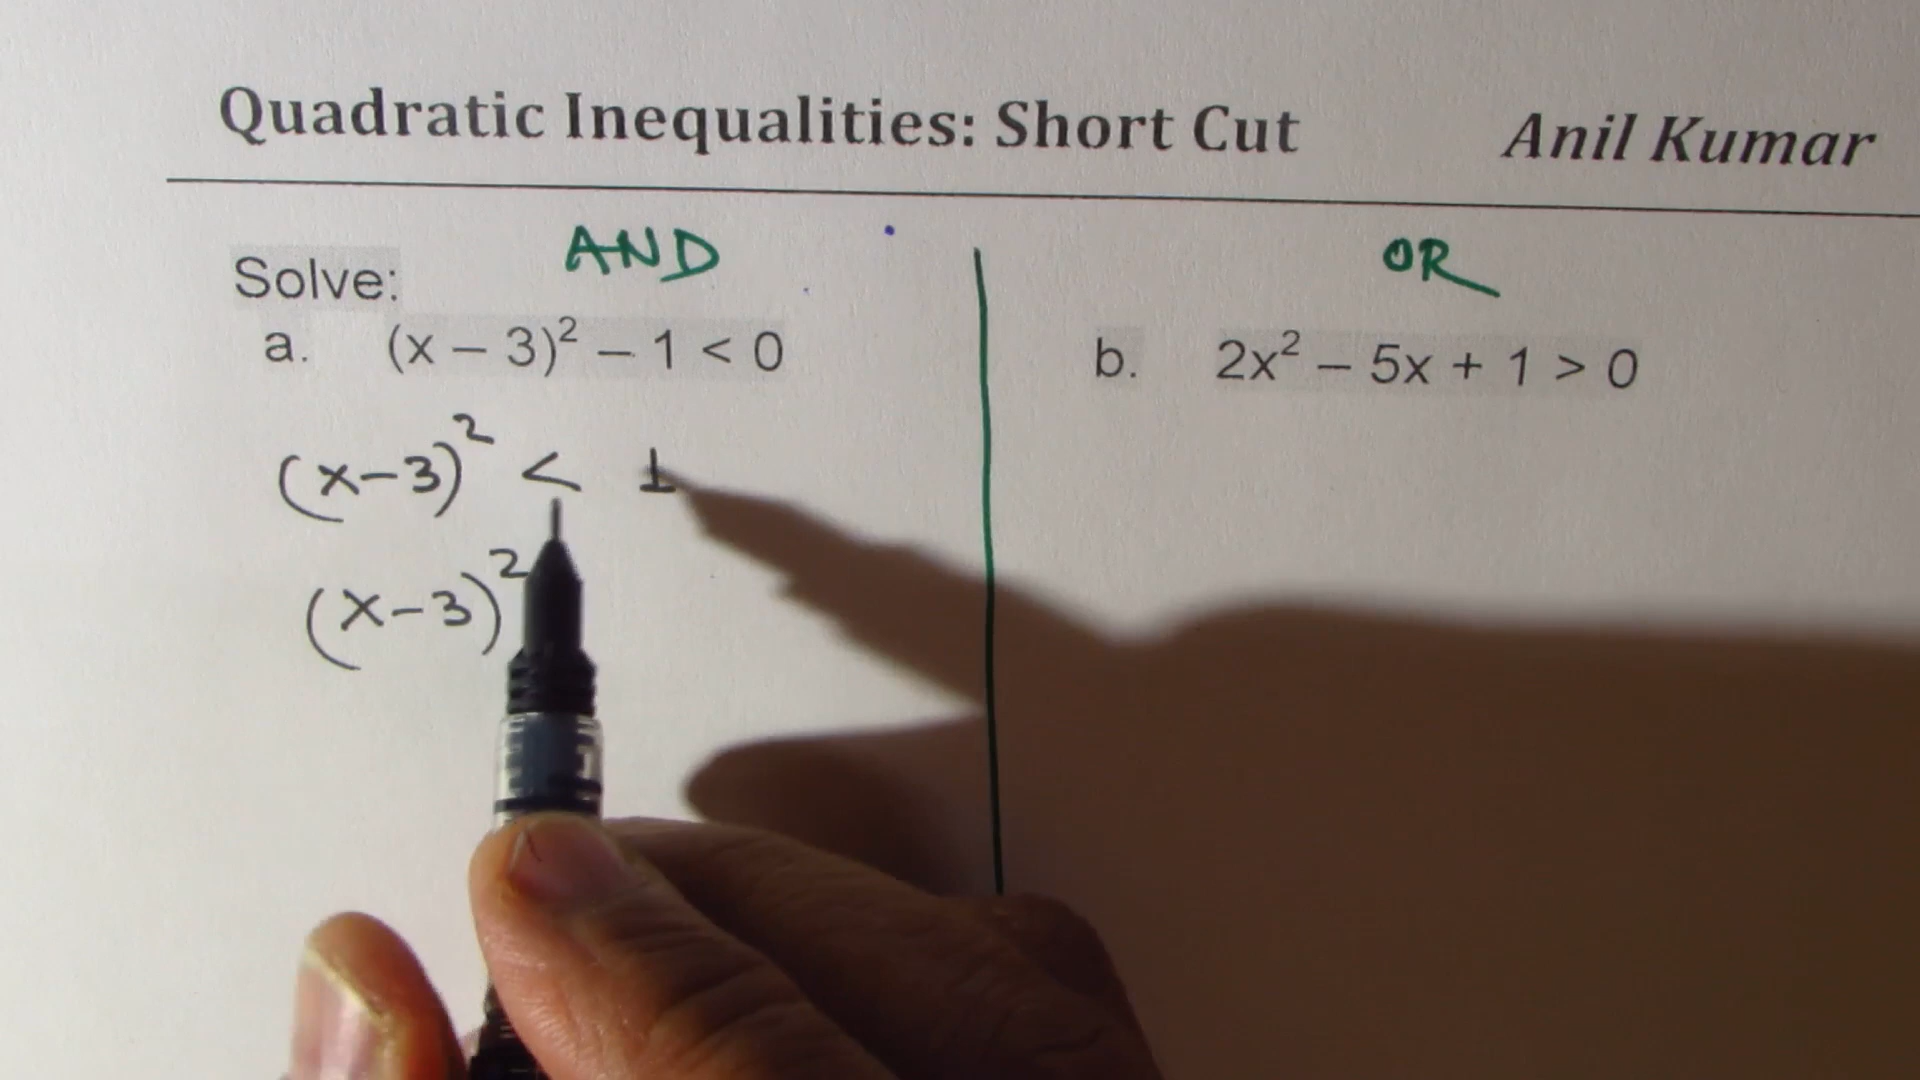 Quadratic Inequalities: Short Cut Anil Kumar
AND
OR
Solve:
a. (x – 3)² – 1 < 0
b. 2x² – 5x + 1 > 0
(x-3)² < 1
(x-3)²